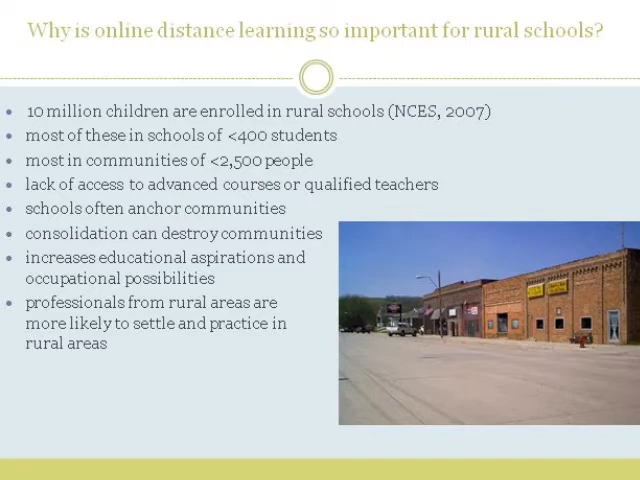 Why is online distance learning so important for rural schools?
10 million children are enrolled in rural schools (NCES, 2007)
most of these in schools of <400 students
most in communities of <2,500 people
lack of access to advanced courses or qualified teachers
schools often anchor communities
consolidation can destroy communities
increases educational aspirations and
occupational possibilities
professionals from rural areas are
more likely to settle and practice in
rural areas